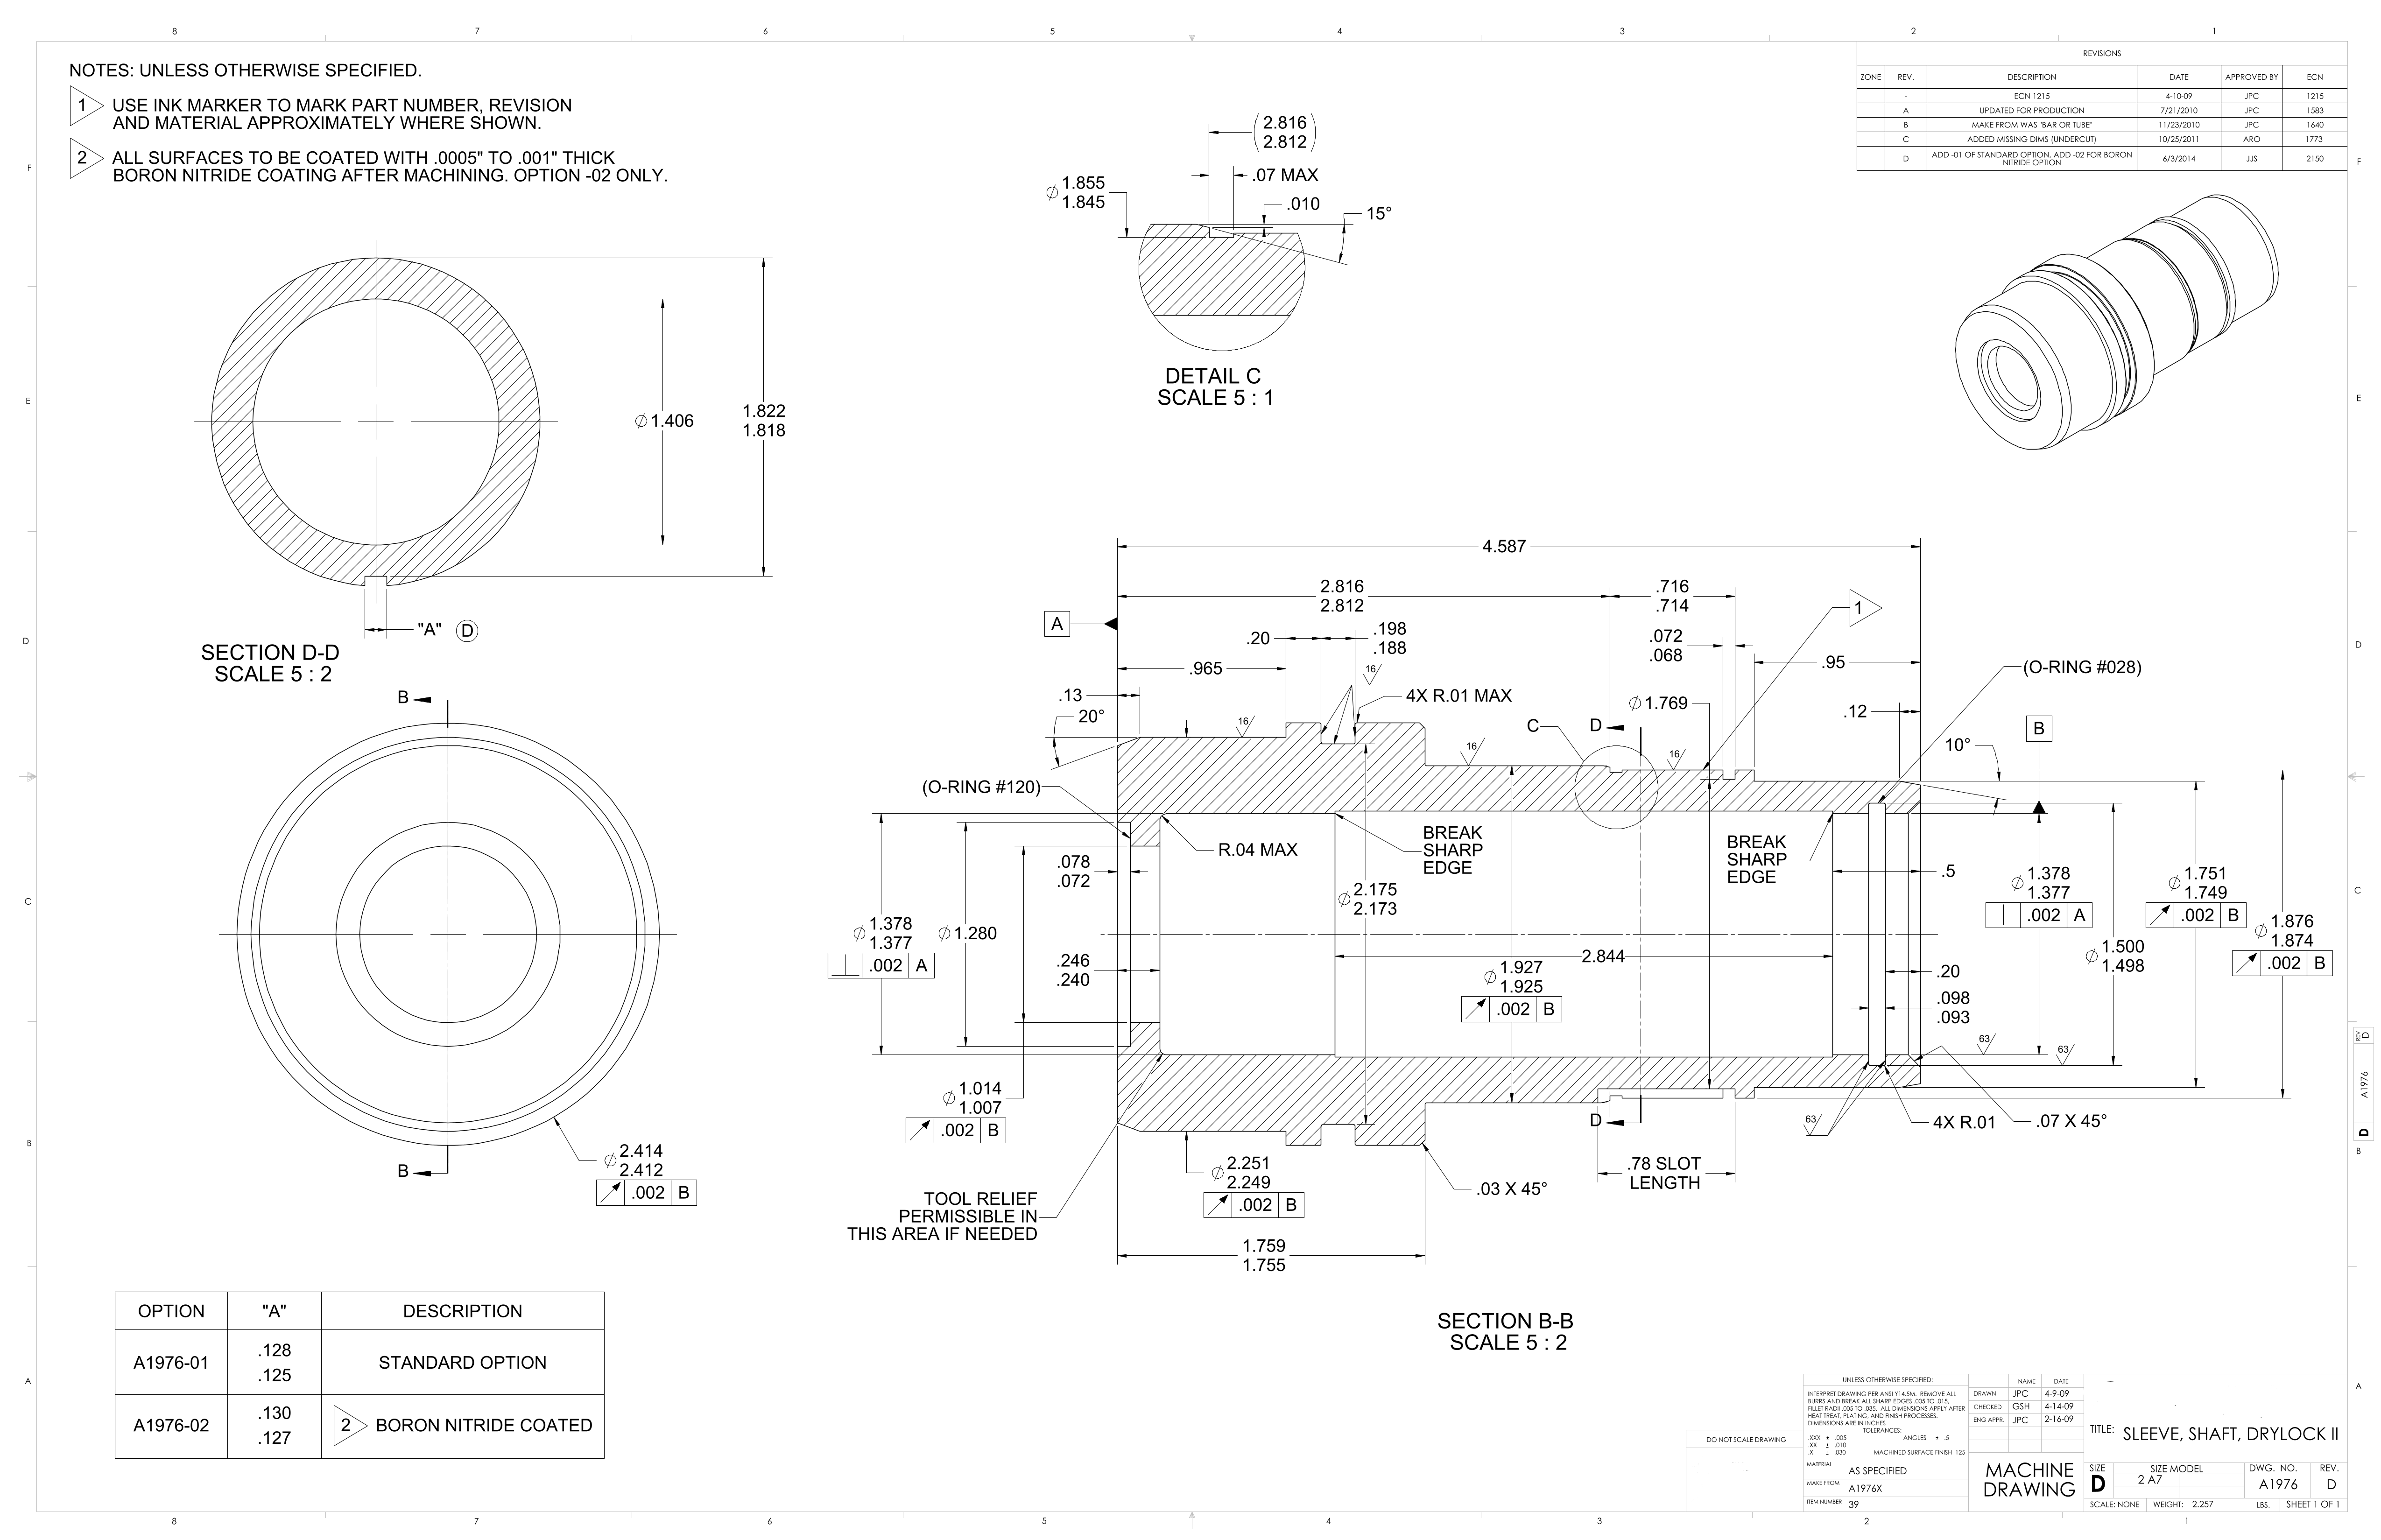 8 7 6 5 4 3 2 1
NOTES: UNLESS OTHERWISE SPECIFIED.
1 USE INK MARKER TO MARK PART NUMBER, REVISION
AND MATERIAL APPROXIMATELY WHERE SHOWN.
2 ALL SURFACES TO BE COATED WITH .0005" TO .001" THICK
BORON NITRIDE COATING AFTER MACHINING. OPTION -02 ONLY.
REVISIONS
ZONE REV. DESCRIPTION DATE APPROVED BY ECN
- ECN 1215 4-10-09 JPC 1215
A UPDATED FOR PRODUCTION 7/21/2010 JPC 1583
B MAKE FROM WAS "BAR OR TUBE" 11/23/2010 JPC 1640
C ADDED MISSING DIMS (UNDERCUT) 10/25/2011 ARO 1773
D ADD -01 OF STANDARD OPTION, ADD -02 FOR BORON
NITRIDE OPTION 6/3/2014 JJS 2150
F F
E E
D D
C C
B B
A A
(2.816
2.812)
.07 MAX
∅ 1.855
1.845
.010
15°
DETAIL C
SCALE 5 : 1
∅ 1.406
1.822
1.818
"A" D
SECTION D-D
SCALE 5 : 2
B
B
∅ 2.414
2.412
⌰ .002 B
4.587
2.816
2.812
.716
.714
1
A
.20
.198
.188
.072
.068
.965
16
.95
(O-RING #028)
.13
4X R.01 MAX
∅ 1.769
.12
20°
16
C
D
B
16
16
10°
(O-RING #120)
R.04 MAX
BREAK
SHARP
EDGE
BREAK
SHARP
EDGE
.078
.072
.5
∅ 2.175
2.173
∅ 1.378
1.377
⊥ .002 A
∅ 1.751
1.749
↗ .002 B
∅ 1.378
1.377
⊥ .002 A
∅ 1.280
∅ 1.876
1.874
↗ .002 B
.246
.240
2.844
∅ 1.927
1.925
↗ .002 B
∅ 1.500
1.498
.20
.098
.093
63
63
∅ 1.014
1.007
↗ .002 B
D
63
4X R.01
.07 X 45°
∅ 2.251
2.249
↗ .002 B
.78 SLOT
LENGTH
.03 X 45°
TOOL RELIEF
PERMISSIBLE IN
THIS AREA IF NEEDED
1.759
1.755
SECTION B-B
SCALE 5 : 2
REV D
A1976
D
OPTION "A" DESCRIPTION
A1976-01 .128
.125 STANDARD OPTION
A1976-02 .130
.127 2 BORON NITRIDE COATED
DO NOT SCALE DRAWING
UNLESS OTHERWISE SPECIFIED:
INTERPRET DRAWING PER ANSI Y14.5M. REMOVE ALL
BURRS AND BREAK ALL SHARP EDGES .005 TO .015.
FILLET RADII .005 TO .035. ALL DIMENSIONS APPLY AFTER
HEAT TREAT, PLATING, AND FINISH PROCESSES.
DIMENSIONS ARE IN INCHES
TOLERANCES:
.XXX ± .005 ANGLES ± .5
.XX ± .010
.X ± .030 MACHINED SURFACE FINISH 125
MATERIAL AS SPECIFIED
MAKE FROM A1976X
ITEM NUMBER 39
NAME DATE
DRAWN JPC 4-9-09
CHECKED GSH 4-14-09
ENG APPR. JPC 2-16-09
MACHINE
DRAWING
TITLE: SLEEVE, SHAFT, DRYLOCK II
SIZE D
SIZE MODEL
2 A7
DWG. NO. A1976
REV. D
SCALE: NONE WEIGHT: 2.257 LBS. SHEET 1 OF 1
8 7 6 5 4 3 2 1